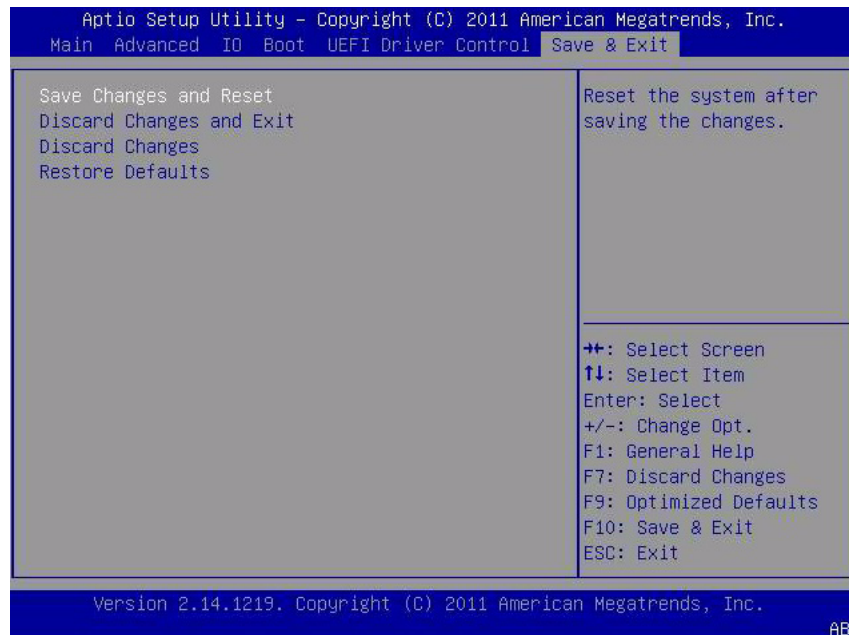 Aptio Setup Utility – Copyright (C) 2011 American Megatrends, Inc.
Main Advanced IO Boot UEFI Driver Control Save & Exit
Save Changes and Reset
Discard Changes and Exit
Discard Changes
Restore Defaults
Reset the system after
saving the changes.
→←: Select Screen
↑↓: Select Item
Enter: Select
+/-: Change Opt.
F1: General Help
F7: Discard Changes
F9: Optimized Defaults
F10: Save & Exit
ESC: Exit
Version 2.14.1219. Copyright (C) 2011 American Megatrends, Inc.
AB